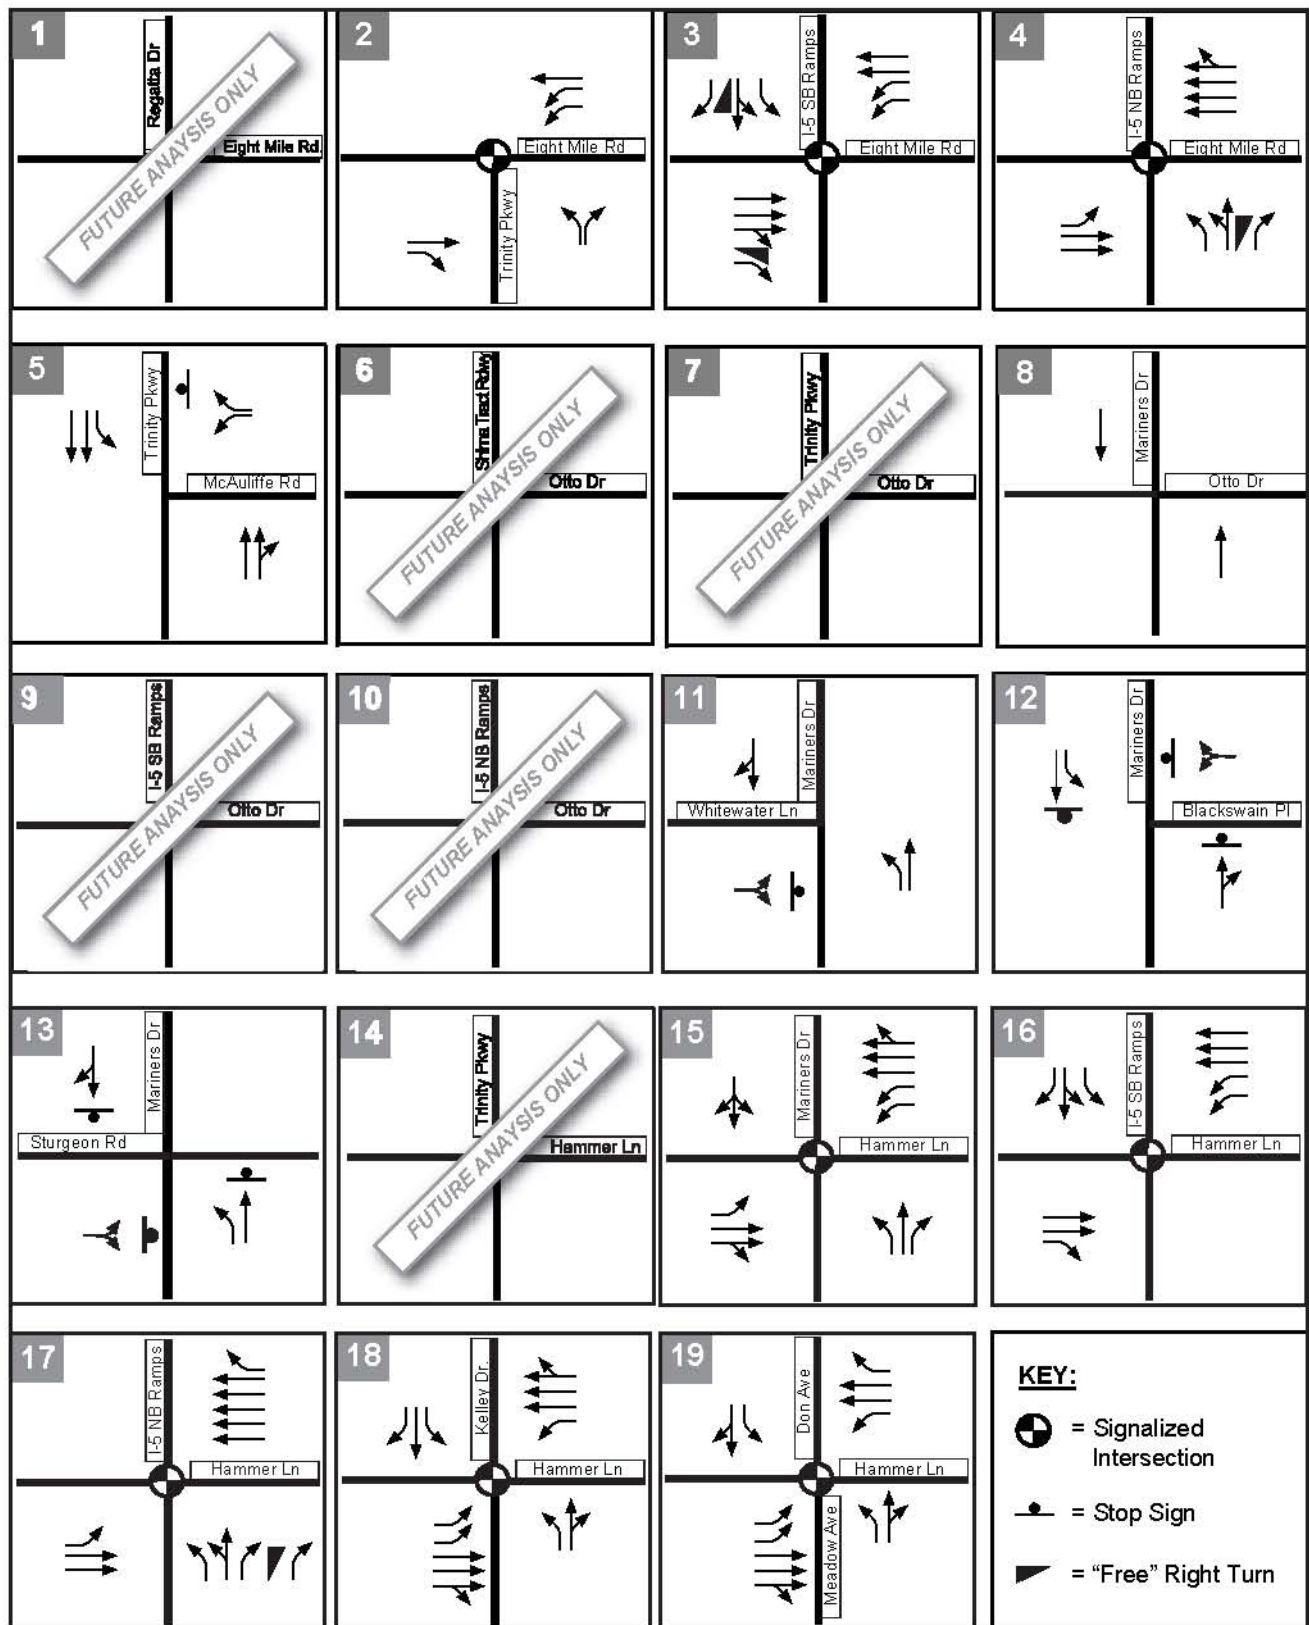 1
Regatta Dr
Eight Mile Rd.
FUTURE ANAYSIS ONLY
2
Eight Mile Rd
Trinity Pkwy
3
I-5 SB Ramps
Eight Mile Rd
4
I-5 NB Ramps
Eight Mile Rd
5
Trinity Pkwy
McAuliffe Rd
6
Shima Tract Rdwy
Otto Dr
FUTURE ANAYSIS ONLY
7
Trinity Pkwy
Otto Dr
FUTURE ANAYSIS ONLY
8
Mariners Dr
Otto Dr
9
I-5 SB Ramps
Otto Dr
FUTURE ANAYSIS ONLY
10
I-5 NB Ramps
Otto Dr
FUTURE ANAYSIS ONLY
11
Mariners Dr
Whitewater Ln
12
Mariners Dr
Blackswain Pl
13
Mariners Dr
Sturgeon Rd
14
Trinity Pkwy
Hammer Ln
FUTURE ANAYSIS ONLY
15
Mariners Dr
Hammer Ln
16
I-5 SB Ramps
Hammer Ln
17
I-5 NB Ramps
Hammer Ln
18
Kelley Dr.
Hammer Ln
19
Don Ave
Hammer Ln
Meadow Ave
KEY:
= Signalized
Intersection
= Stop Sign
= “Free” Right Turn